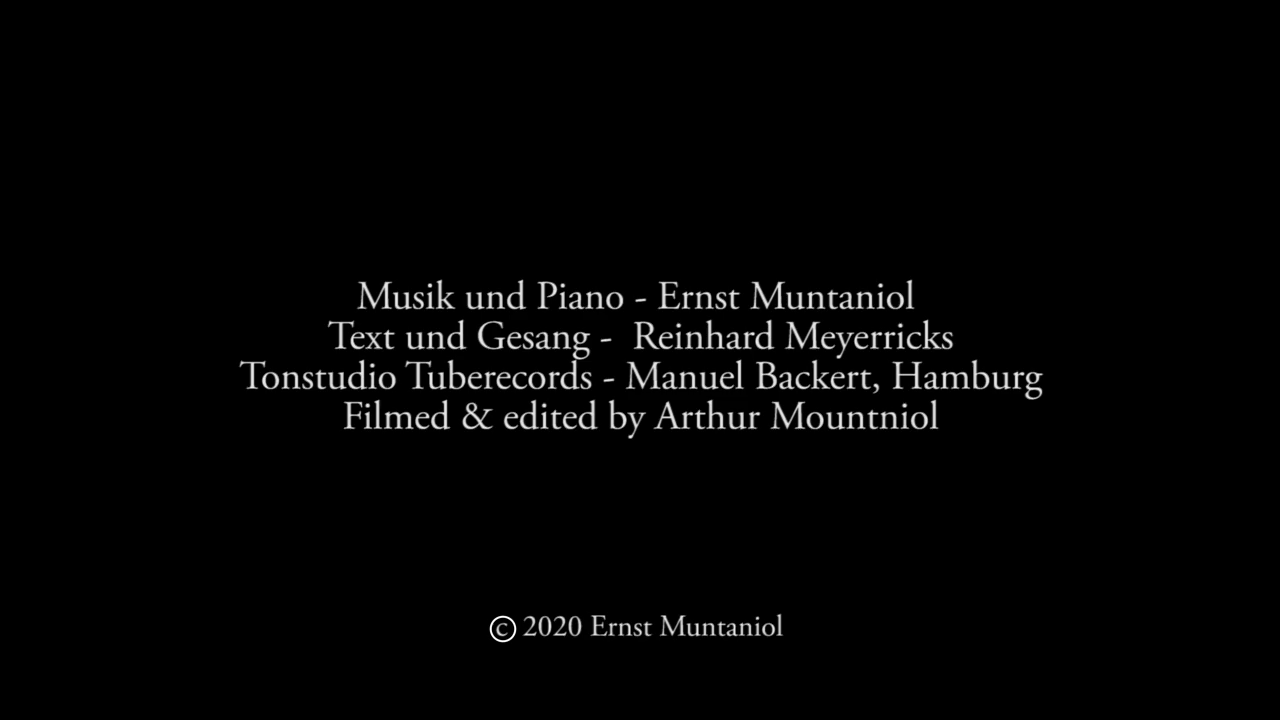 Musik und Piano - Ernst Muntaniol
Text und Gesang -  Reinhard Meyerricks
Tonstudio Tuberecords - Manuel Backert, Hamburg
Filmed & edited by Arthur Mountniol
© 2020 Ernst Muntaniol